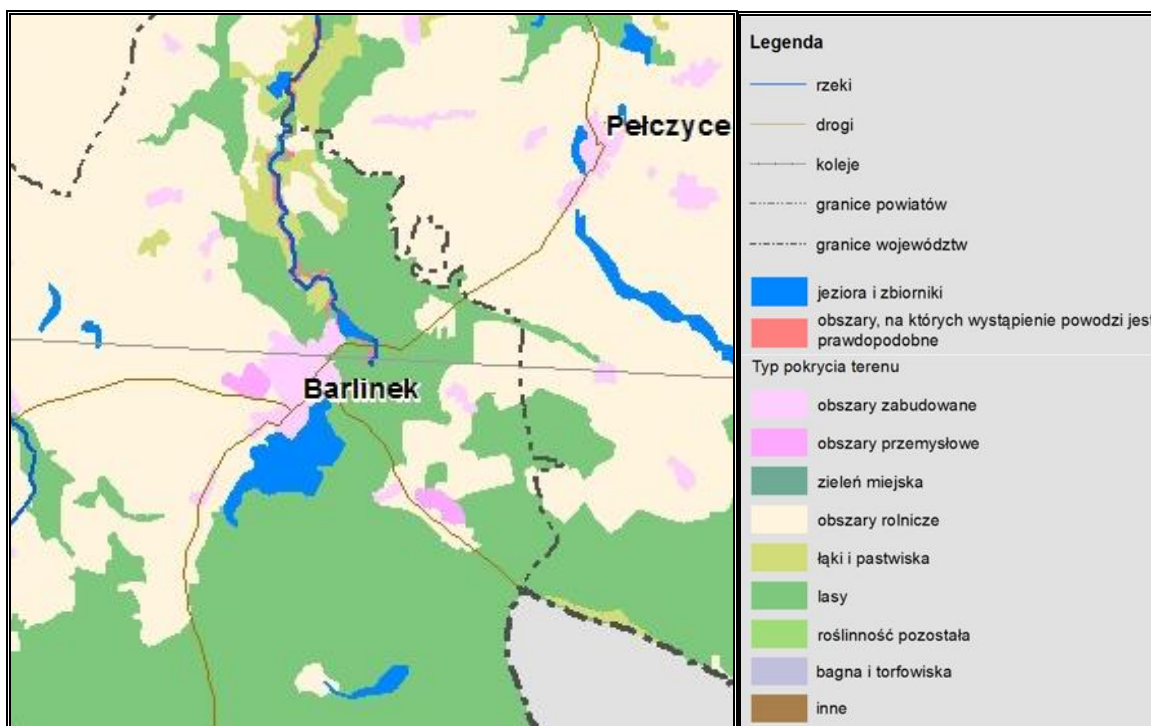 Pełczyce
Barlinek
Legenda
rzeki
drogi
koleje
granice powiatów
granice województw
jeziora i zbiorniki
obszary, na których wystąpienie powodzi jest
prawdopodobne
Typ pokrycia terenu
obszary zabudowane
obszary przemysłowe
zieleń miejska
obszary rolnicze
łąki i pastwiska
lasy
roślinność pozostała
bagna i torfowiska
inne